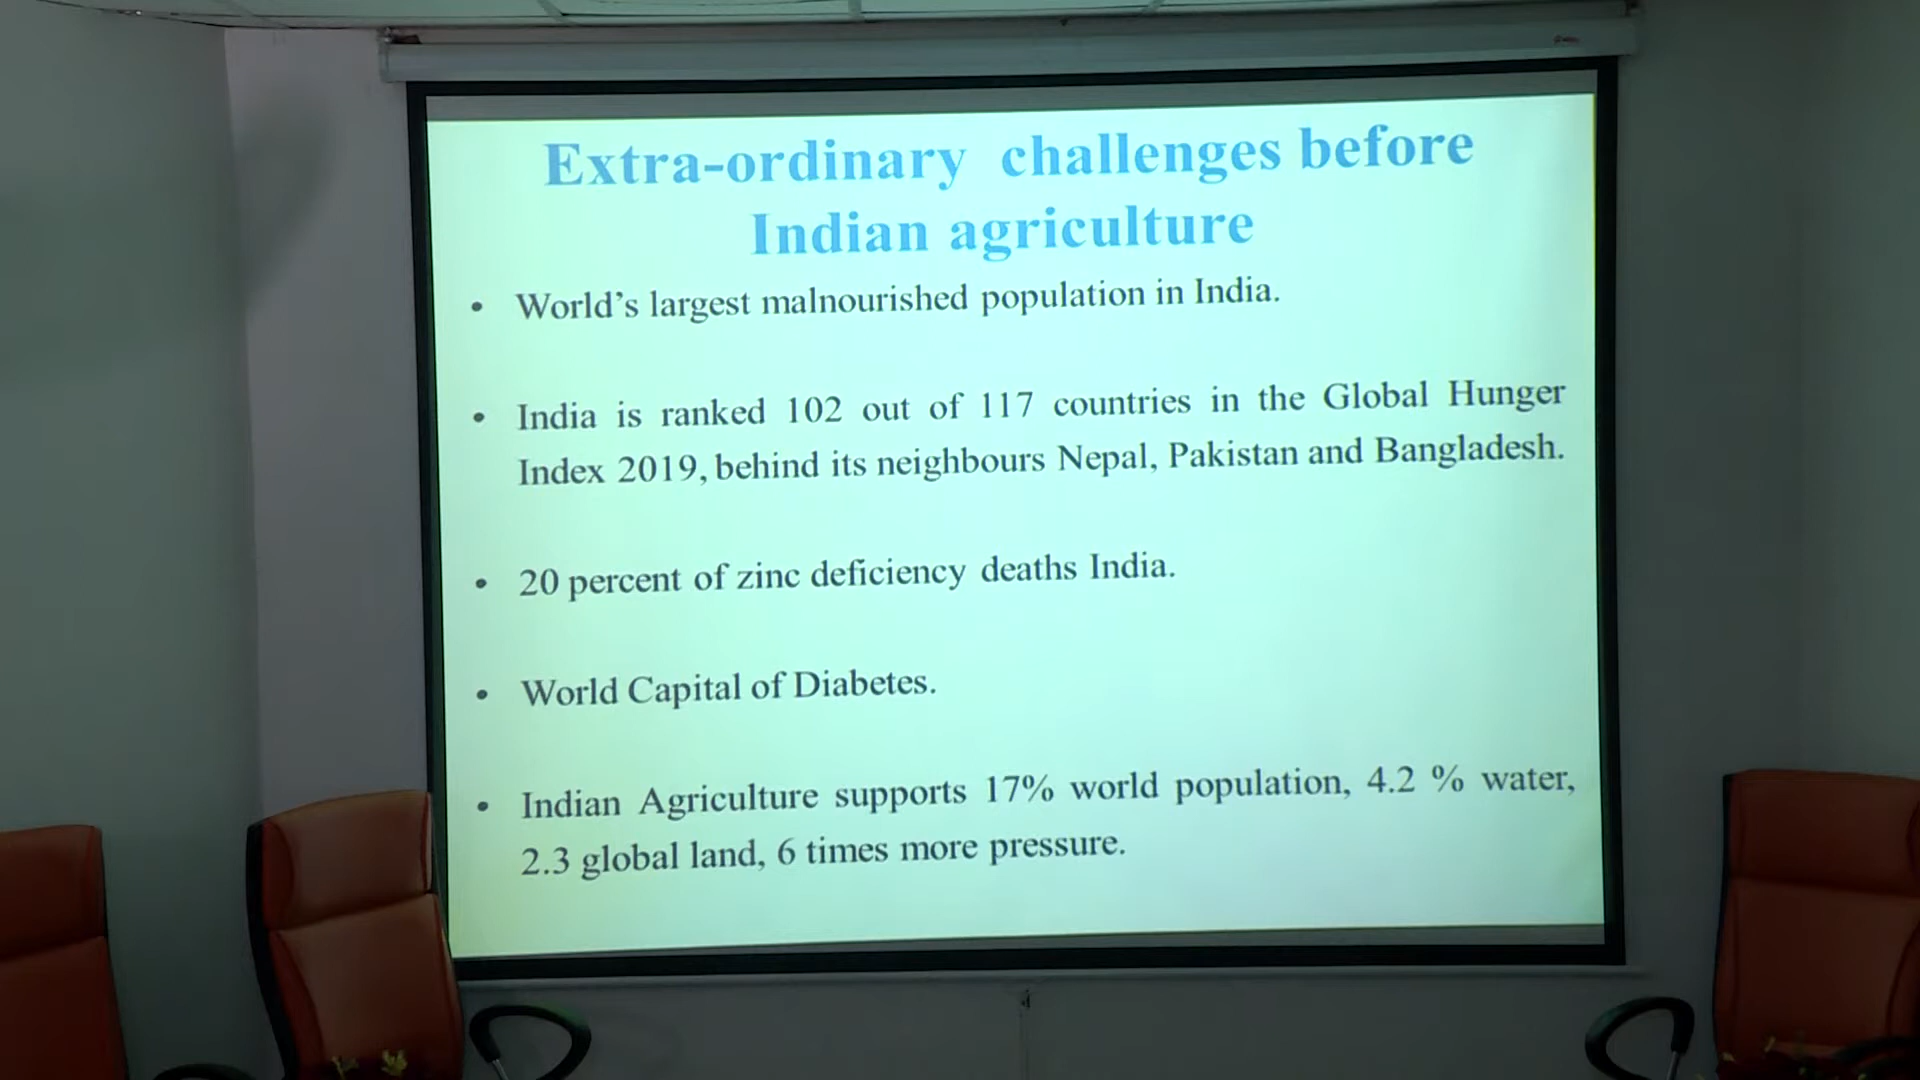 Extra-ordinary challenges before
Indian agriculture
• World's largest malnourished population in India.
• India is ranked 102 out of 117 countries in the Global Hunger
Index 2019, behind its neighbours Nepal, Pakistan and Bangladesh.
• 20 percent of zinc deficiency deaths India.
• World Capital of Diabetes.
• Indian Agriculture supports 17% world population, 4.2 % water,
2.3 global land, 6 times more pressure.